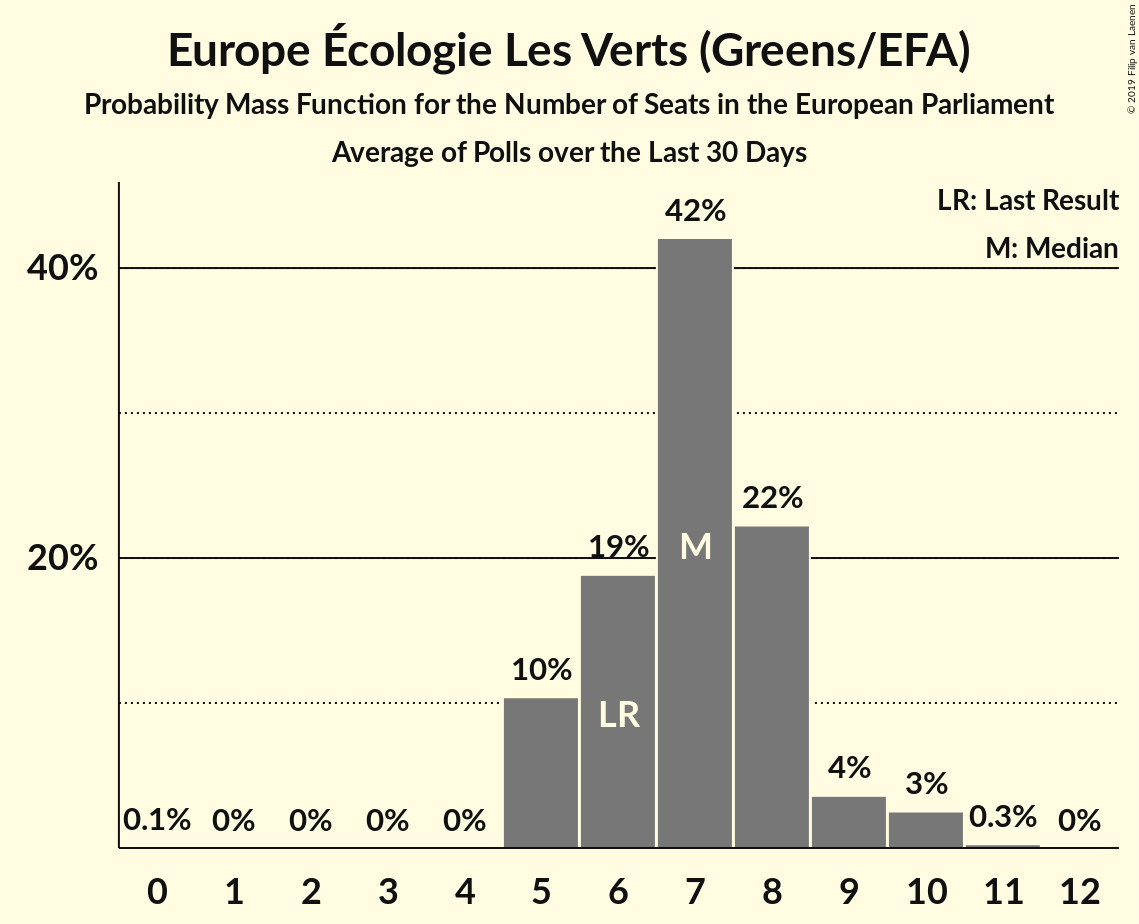 Europe Écologie Les Verts (Greens/EFA)
Probability Mass Function for the Number of Seats in the European Parliament
Average of Polls over the Last 30 Days
© 2019 Filip van Laenen
LR: Last Result
M: Median
42%
40%
22%
19%
M
20%
10%
LR
4%
3%
0.1% 0% 0% 0% 0% 0.3% 0%
0 1 2 3 4 5 6 7 8 9 10 11 12